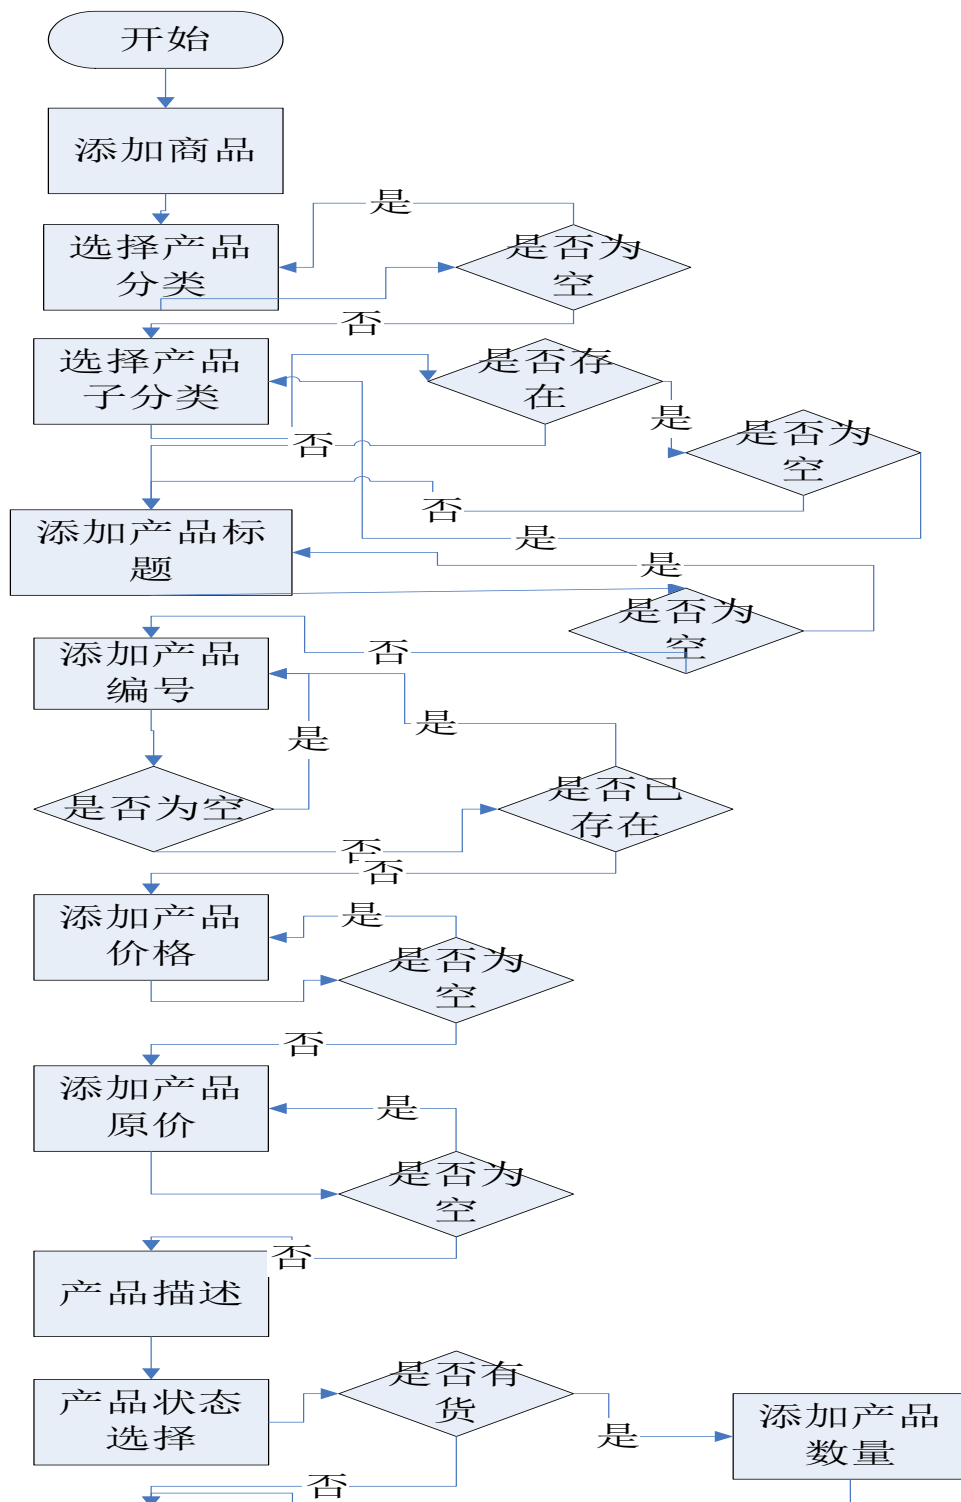 开始
添加商品
是
选择产品
分类
是否为
空
否
选择产品
子分类
是否存
在
是
是否为
空
否
否
是
添加产品标
题
是
是否为
空
否
添加产品
编号
是
是
是否为空
是否已
存在
否
否
添加产品
价格
是
是否为
空
否
添加产品
原价
是
是否为
空
否
产品描述
产品状态
选择
是否有
货
是
添加产品
数量
否